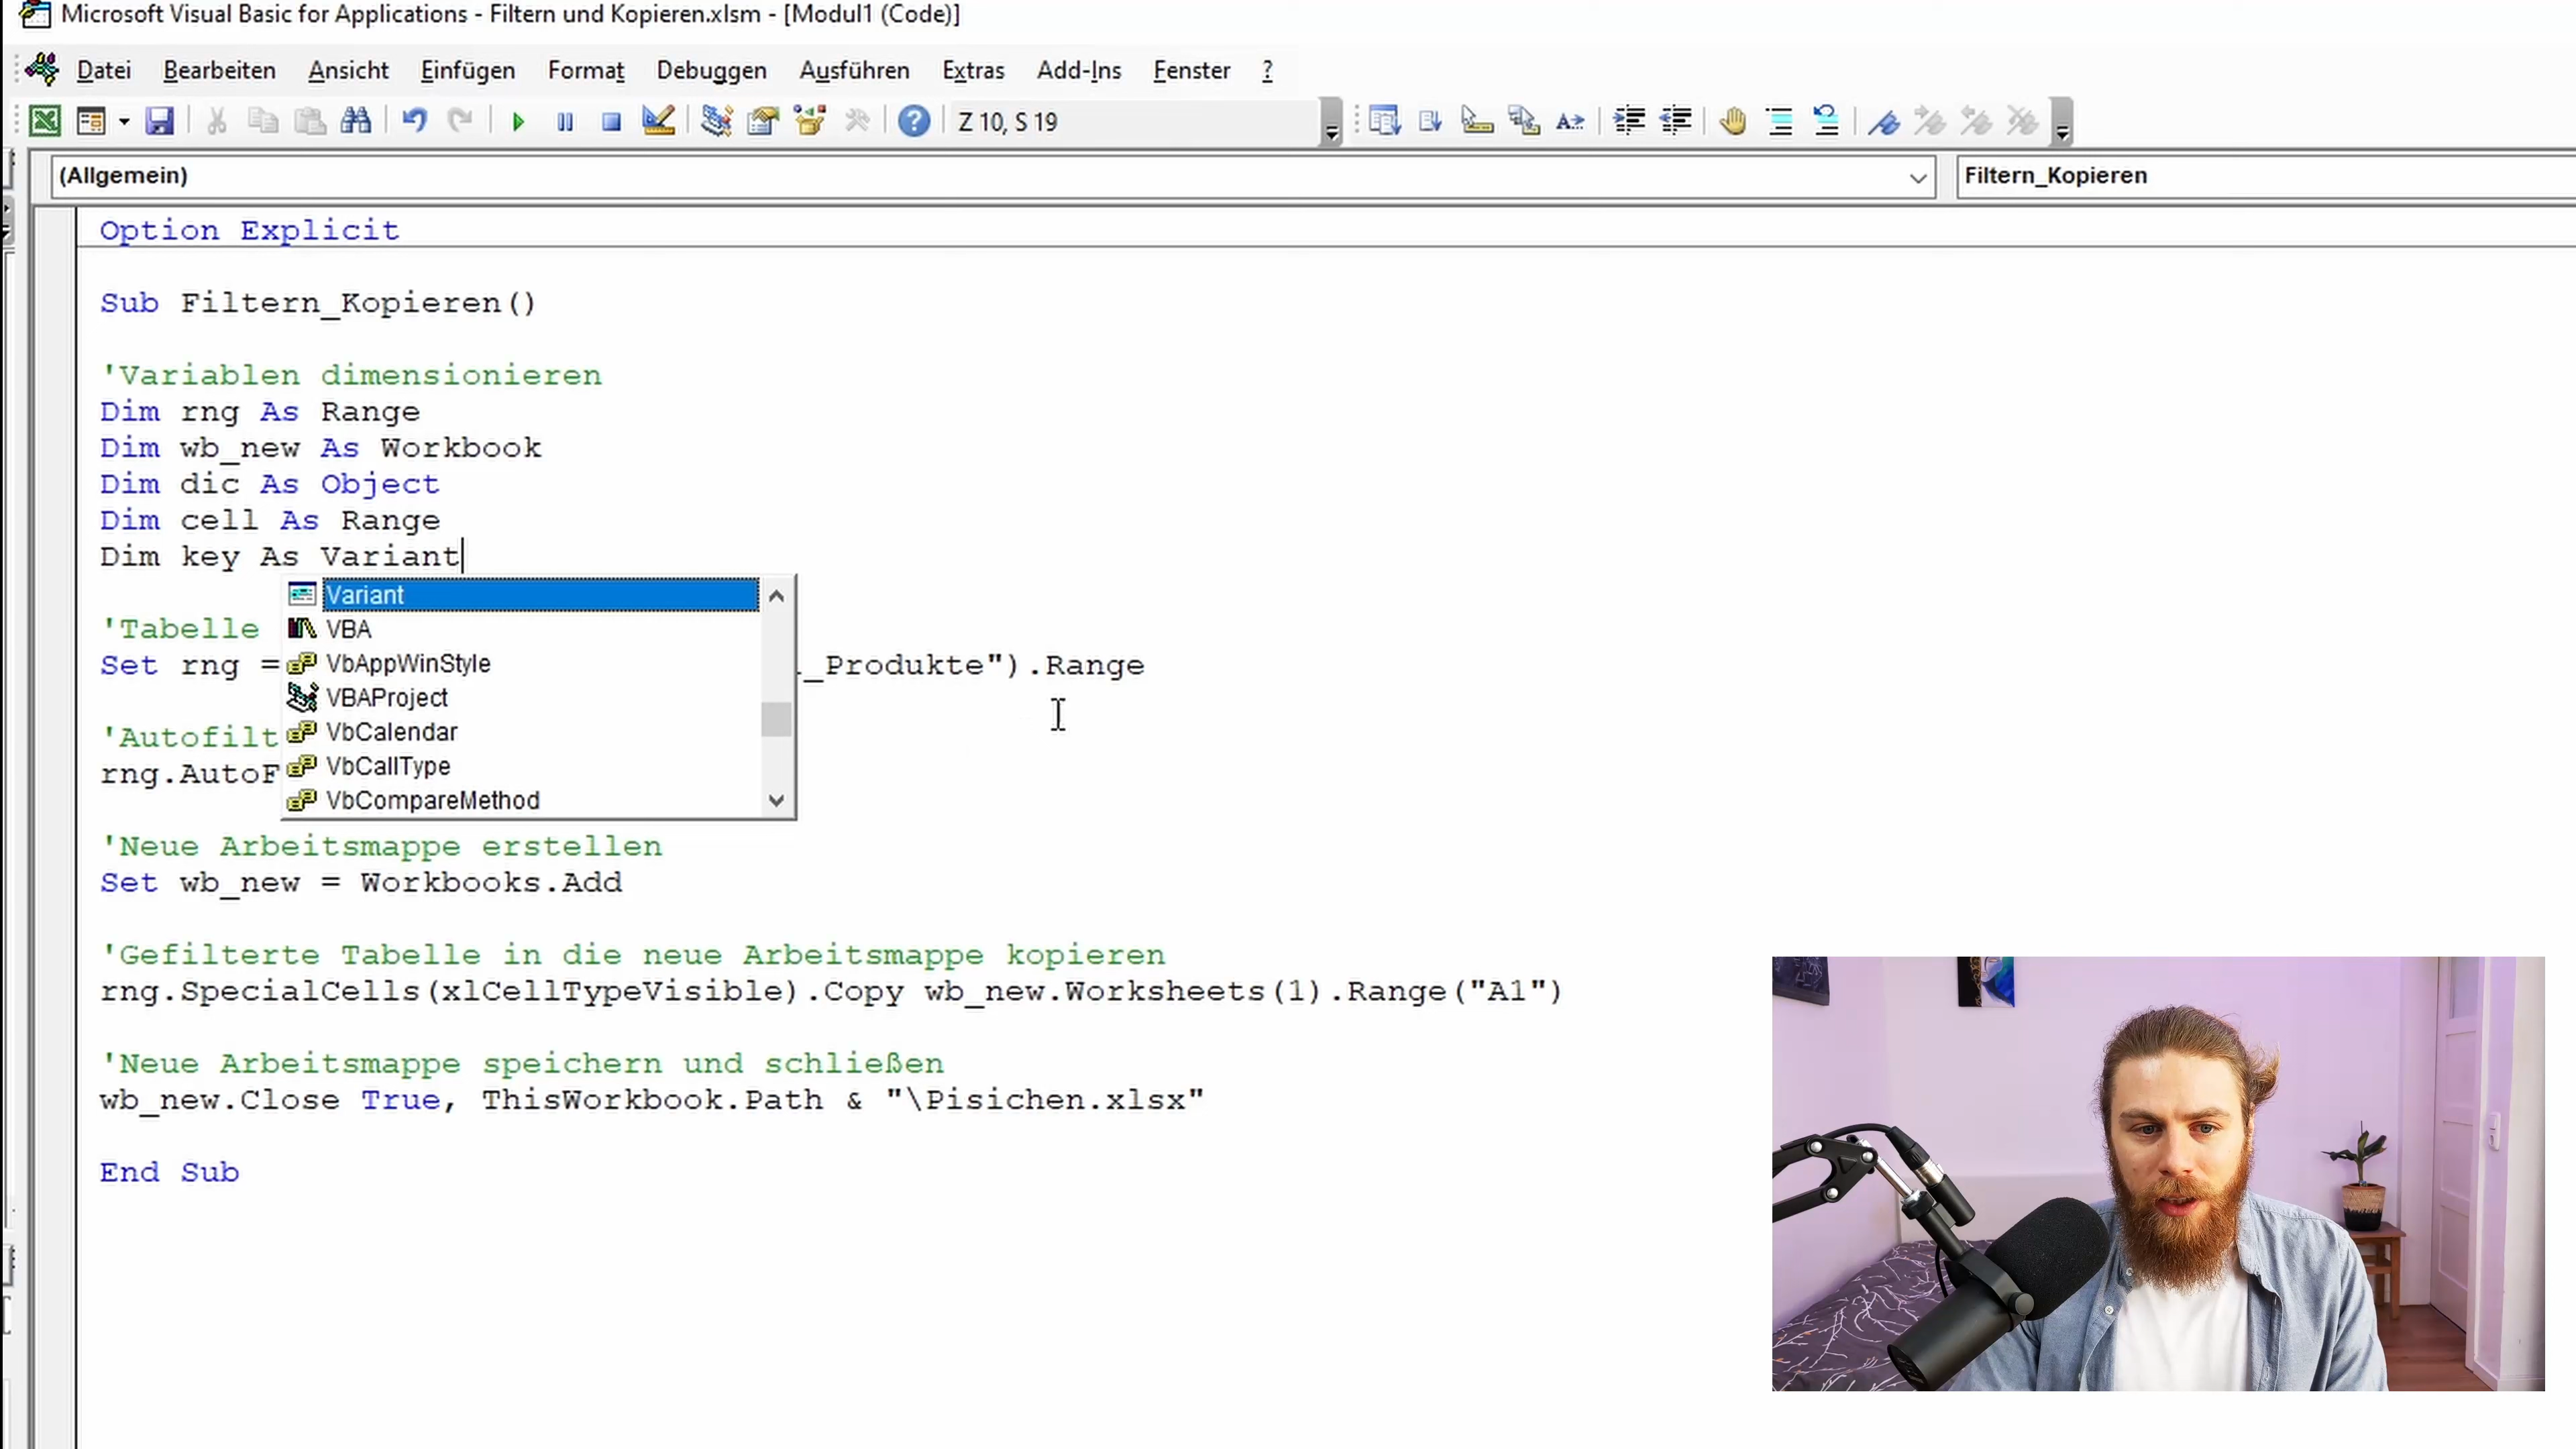 Microsoft Visual Basic for Applications - Filtern und Kopieren.xlsm - [Modul1 (Code)]
Datei Bearbeiten Ansicht Einfügen Format Debuggen Ausführen Extras Add-Ins Fenster ?
Z 10, S 19
(Allgemein) Filtern_Kopieren
Option Explicit
Sub Filtern_Kopieren()
'Variablen dimensionieren
Dim rng As Range
Dim wb_new As Workbook
Dim dic As Object
Dim cell As Range
Dim key As Variant
Variant
'Tabelle
VBA
VbAppWinStyle
Set rng = _Produkte").Range
VBAProject
'Autofilt
VbCalendar
rng.AutoF
VbCallType
VbCompareMethod
'Neue Arbeitsmappe erstellen
Set wb_new = Workbooks.Add
'Gefilterte Tabelle in die neue Arbeitsmappe kopieren
rng.SpecialCells(xlCellTypeVisible).Copy wb_new.Worksheets(1).Range("A1")
'Neue Arbeitsmappe speichern und schließen
wb_new.Close True, ThisWorkbook.Path & "\Pisichen.xlsx"
End Sub